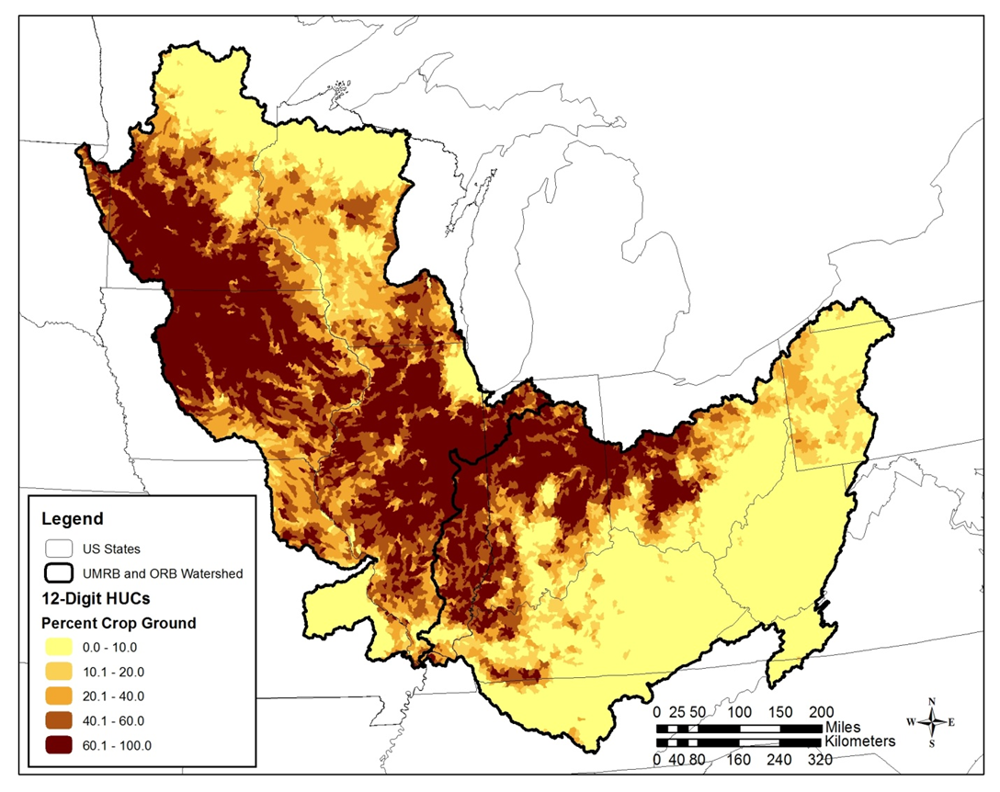 Legend
US States
UMRB and ORB Watershed
12-Digit HUCs
Percent Crop Ground
0.0 - 10.0
10.1 - 20.0
20.1 - 40.0
40.1 - 60.0
60.1 - 100.0
0 25 50 100 150 200
Miles
Kilometers
0 40 80 160 240 320
N
W E
S